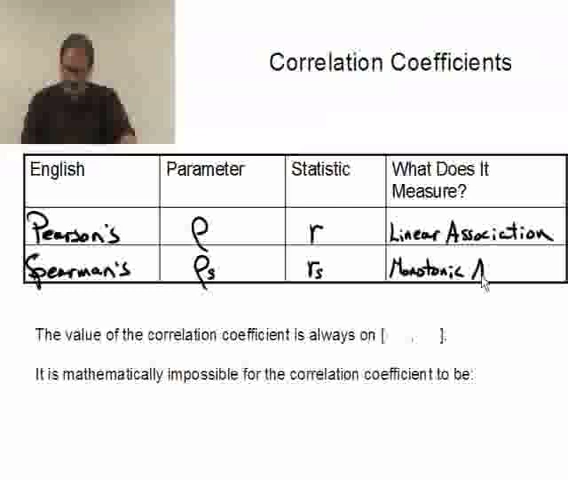 Correlation Coefficients
English Parameter Statistic What Does It
Measure?
Pearson's ρ r Linear Association
Spearman's ρs rs Monotonic A
The value of the correlation coefficient is always on [ , ].
It is mathematically impossible for the correlation coefficient to be: